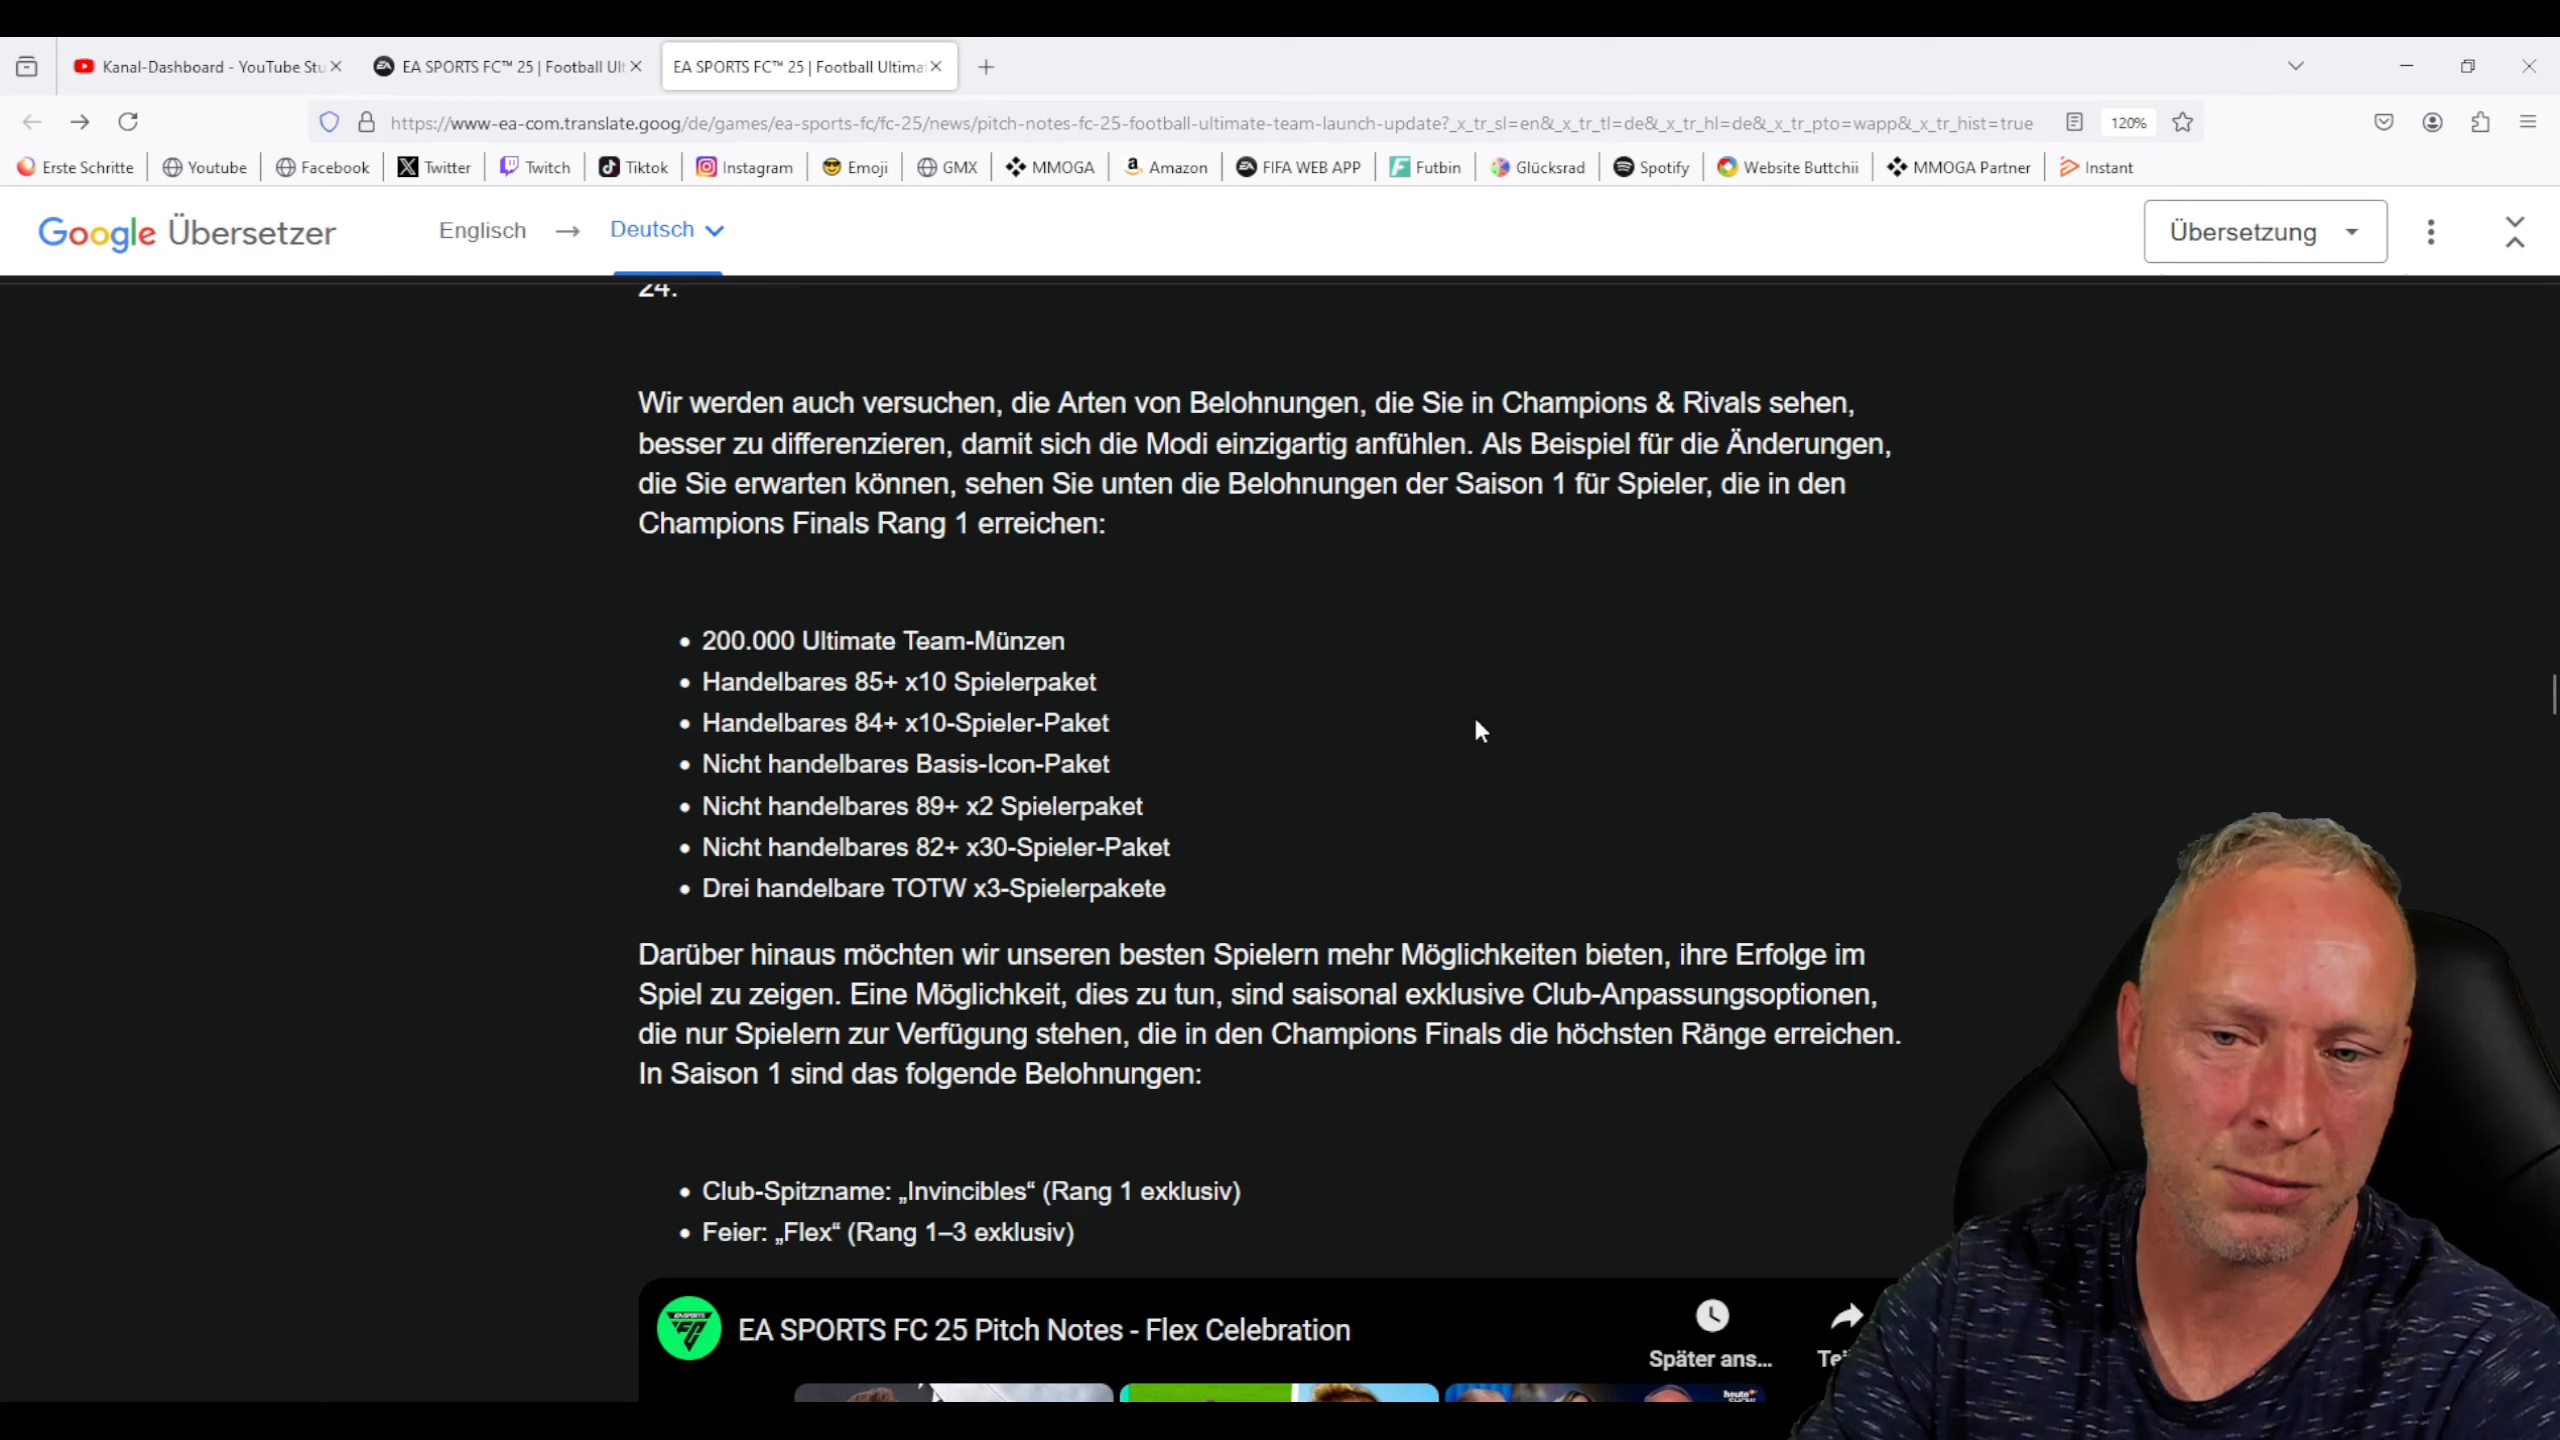 Kanal-Dashboard - YouTube Stu
EA SPORTS FC™ 25 | Football Ult
EA SPORTS FC™ 25 | Football Ultima
https://www-ea-com.translate.goog/de/games/ea-sports-fc/fc-25/news/pitch-notes-fc-25-football-ultimate-team-launch-update?_x_tr_sl=en&_x_tr_tl=de&_x_tr_hl=de&_x_tr_pto=wapp&_x_tr_hist=true
120%
Erste Schritte
Youtube
Facebook
Twitter
Twitch
Tiktok
Instagram
Emoji
GMX
MMOGA
Amazon
FIFA WEB APP
Futbin
Glücksrad
Spotify
Website Buttchii
MMOGA Partner
Instant
Google Übersetzer
Englisch → Deutsch
Übersetzung
24.
Wir werden auch versuchen, die Arten von Belohnungen, die Sie in Champions & Rivals sehen,
besser zu differenzieren, damit sich die Modi einzigartig anfühlen. Als Beispiel für die Änderungen,
die Sie erwarten können, sehen Sie unten die Belohnungen der Saison 1 für Spieler, die in den
Champions Finals Rang 1 erreichen:
• 200.000 Ultimate Team-Münzen
• Handelbares 85+ x10 Spielerpaket
• Handelbares 84+ x10-Spieler-Paket
• Nicht handelbares Basis-Icon-Paket
• Nicht handelbares 89+ x2 Spielerpaket
• Nicht handelbares 82+ x30-Spieler-Paket
• Drei handelbare TOTW x3-Spielerpakete
Darüber hinaus möchten wir unseren besten Spielern mehr Möglichkeiten bieten, ihre Erfolge im
Spiel zu zeigen. Eine Möglichkeit, dies zu tun, sind saisonal exklusive Club-Anpassungsoptionen,
die nur Spielern zur Verfügung stehen, die in den Champions Finals die höchsten Ränge erreichen.
In Saison 1 sind das folgende Belohnungen:
• Club-Spitzname: „Invincibles“ (Rang 1 exklusiv)
• Feier: „Flex“ (Rang 1–3 exklusiv)
EA SPORTS FC 25 Pitch Notes - Flex Celebration
Später ans...